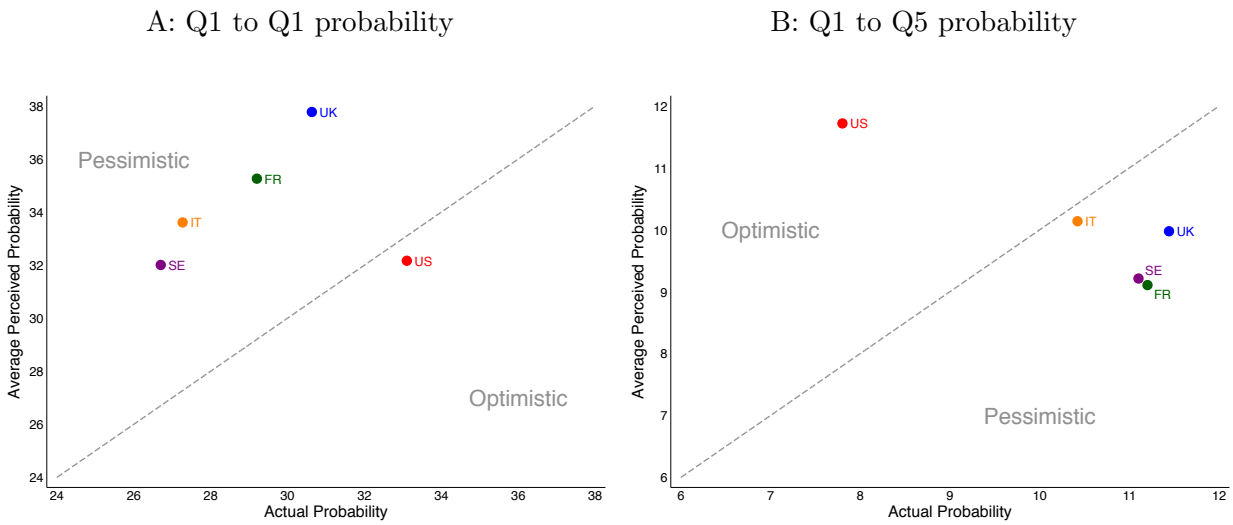 A: Q1 to Q1 probability
38
36
34
32
30
28
26
24
Average Perceived Probability
Pessimistic
UK
FR
IT
SE
US
Optimistic
24 26 28 30 32 34 36 38
Actual Probability
B: Q1 to Q5 probability
12
11
10
9
8
7
6
Average Perceived Probability
US
Optimistic
IT
UK
SE
FR
Pessimistic
6 7 8 9 10 11 12
Actual Probability